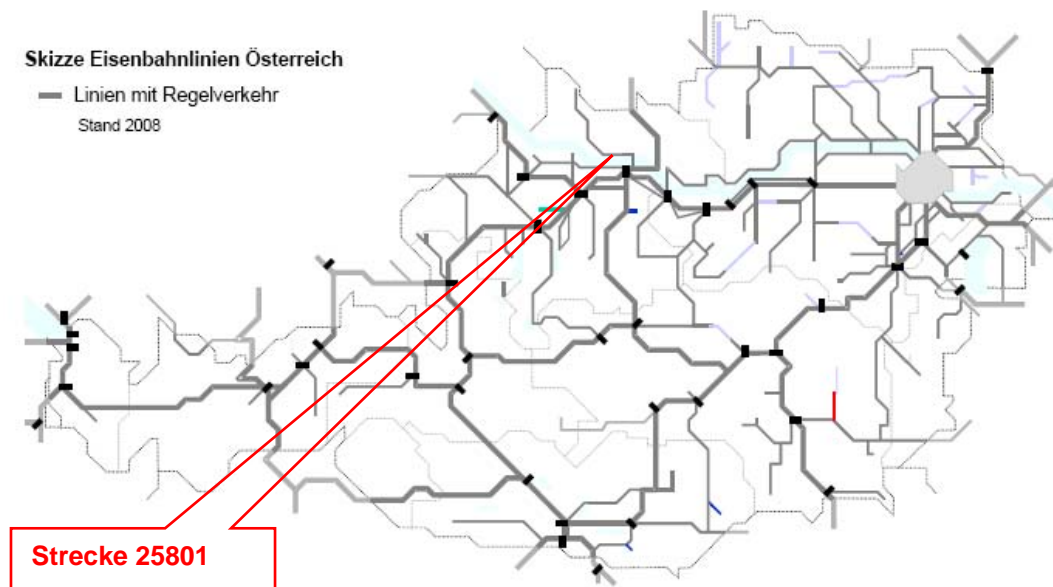 Skizze Eisenbahnlinien Österreich
Linien mit Regelverkehr
Stand 2008
Strecke 25801